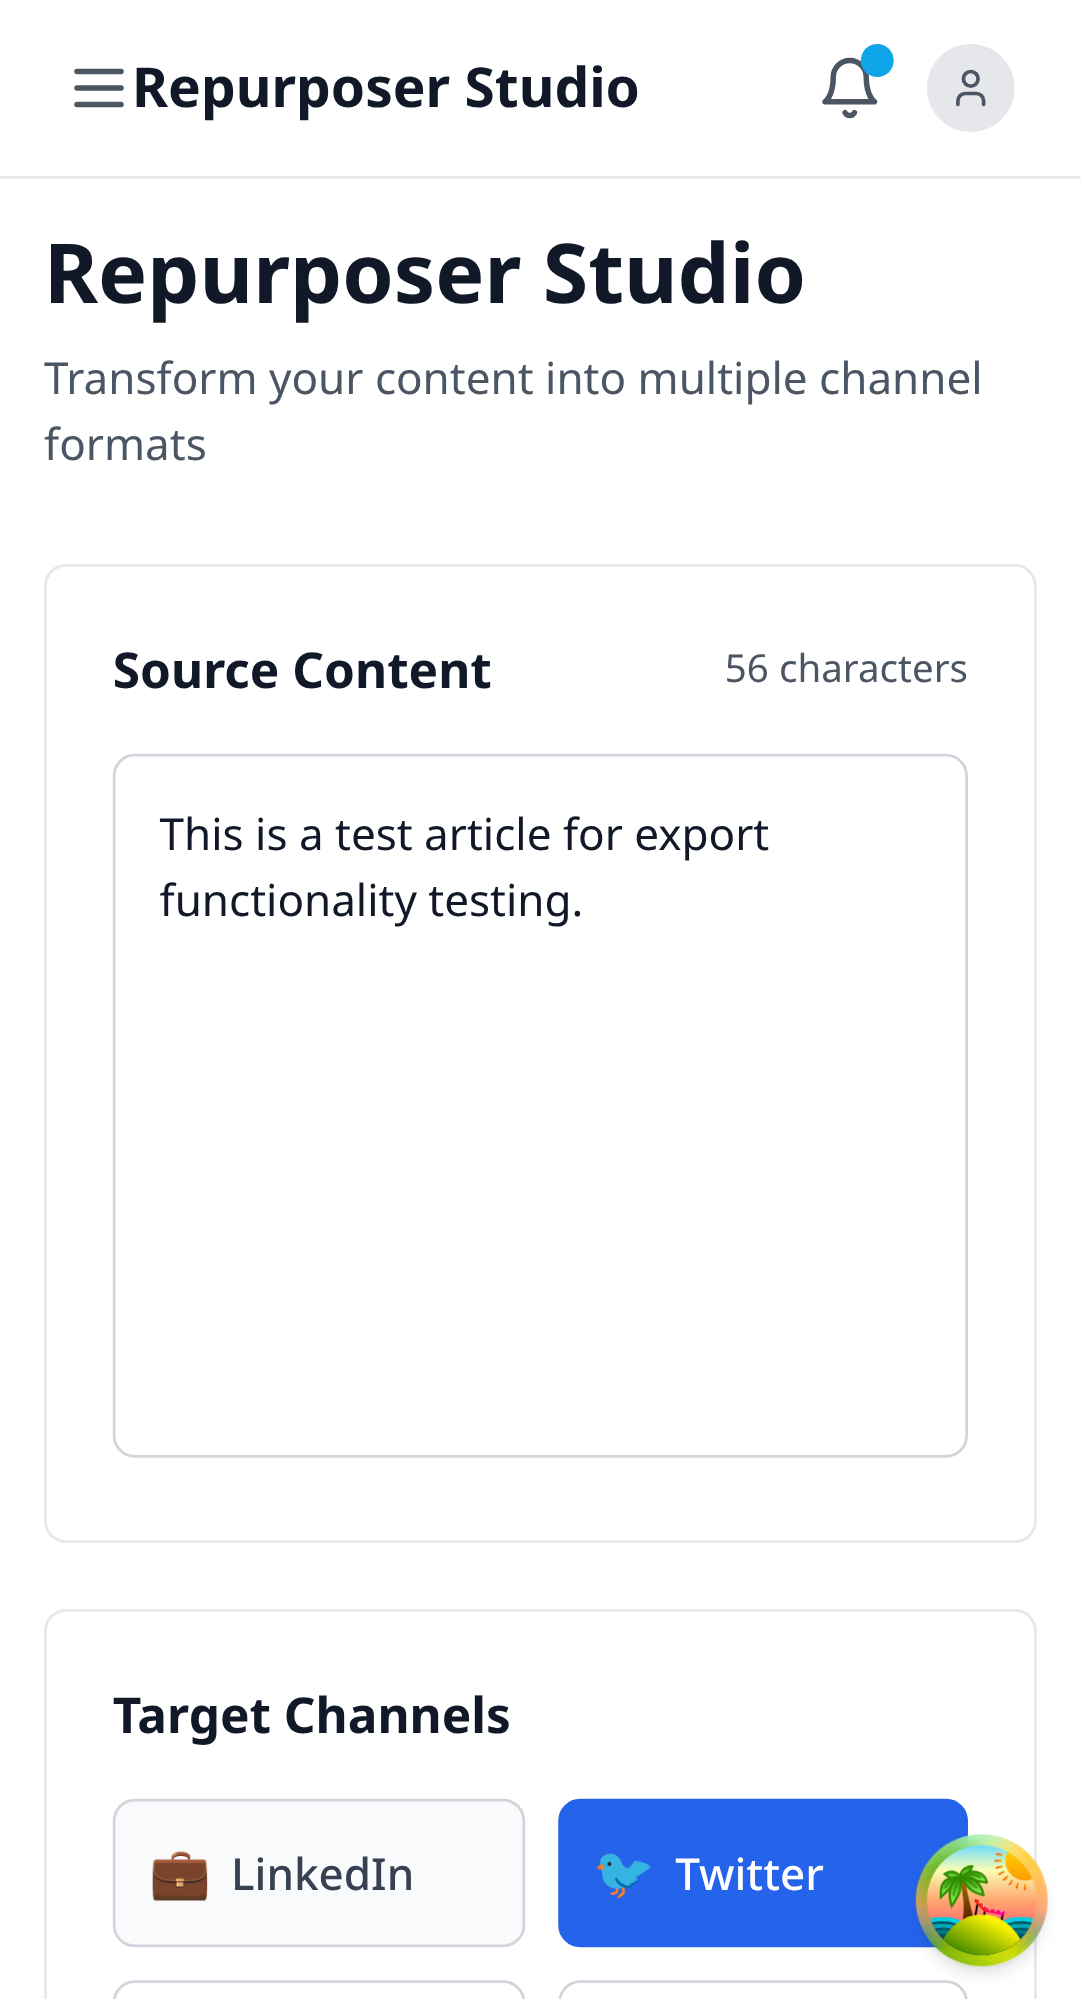 Repurposer Studio
Repurposer Studio
Transform your content into multiple channel
formats
Source Content
56 characters
This is a test article for export
functionality testing.
Target Channels
LinkedIn
Twitter